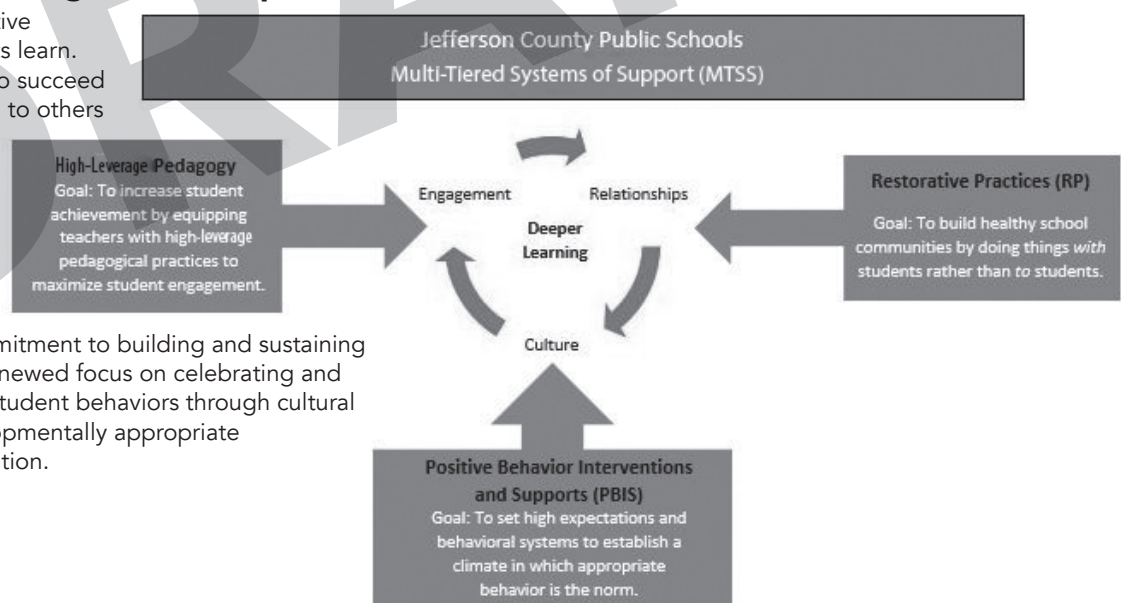 tive
s learn.
o succeed
to others
Jefferson County Public Schools
Multi-Tiered Systems of Support (MTSS)
High-Leverage Pedagogy
Goal: To increase student
achievement by equipping
teachers with high-leverage
pedagogical practices to
maximize student engagement.
Engagement
Relationships
Deeper
Learning
Culture
Restorative Practices (RP)
Goal: To build healthy school
communities by doing things with
students rather than to students.
mitment to building and sustaining
newed focus on celebrating and
tudent behaviors through cultural
opmentally appropriate
tion.
Positive Behavior Interventions
and Supports (PBIS)
Goal: To set high expectations and
behavioral systems to establish a
climate in which appropriate
behavior is the norm.